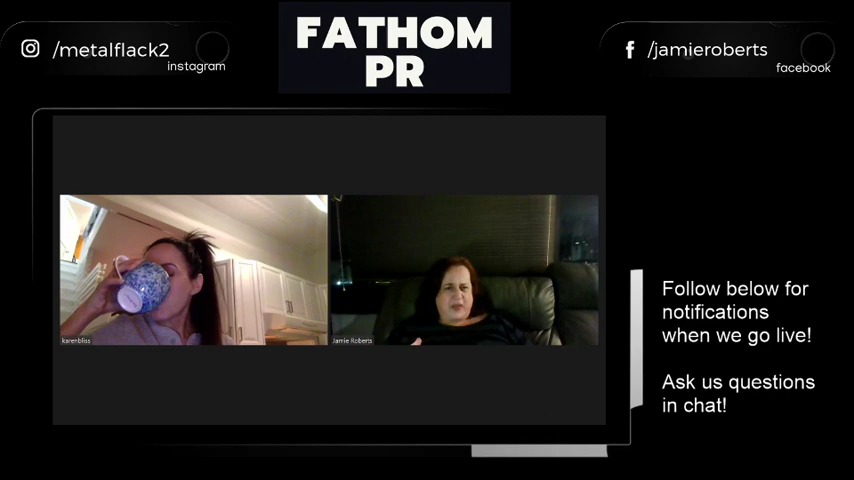 /metalflack2
instagram
FATHOM
PR
/jamieroberts
facebook
karenbliss
Jamie Roberts
Follow below for
notifications
when we go live!
Ask us questions
in chat!